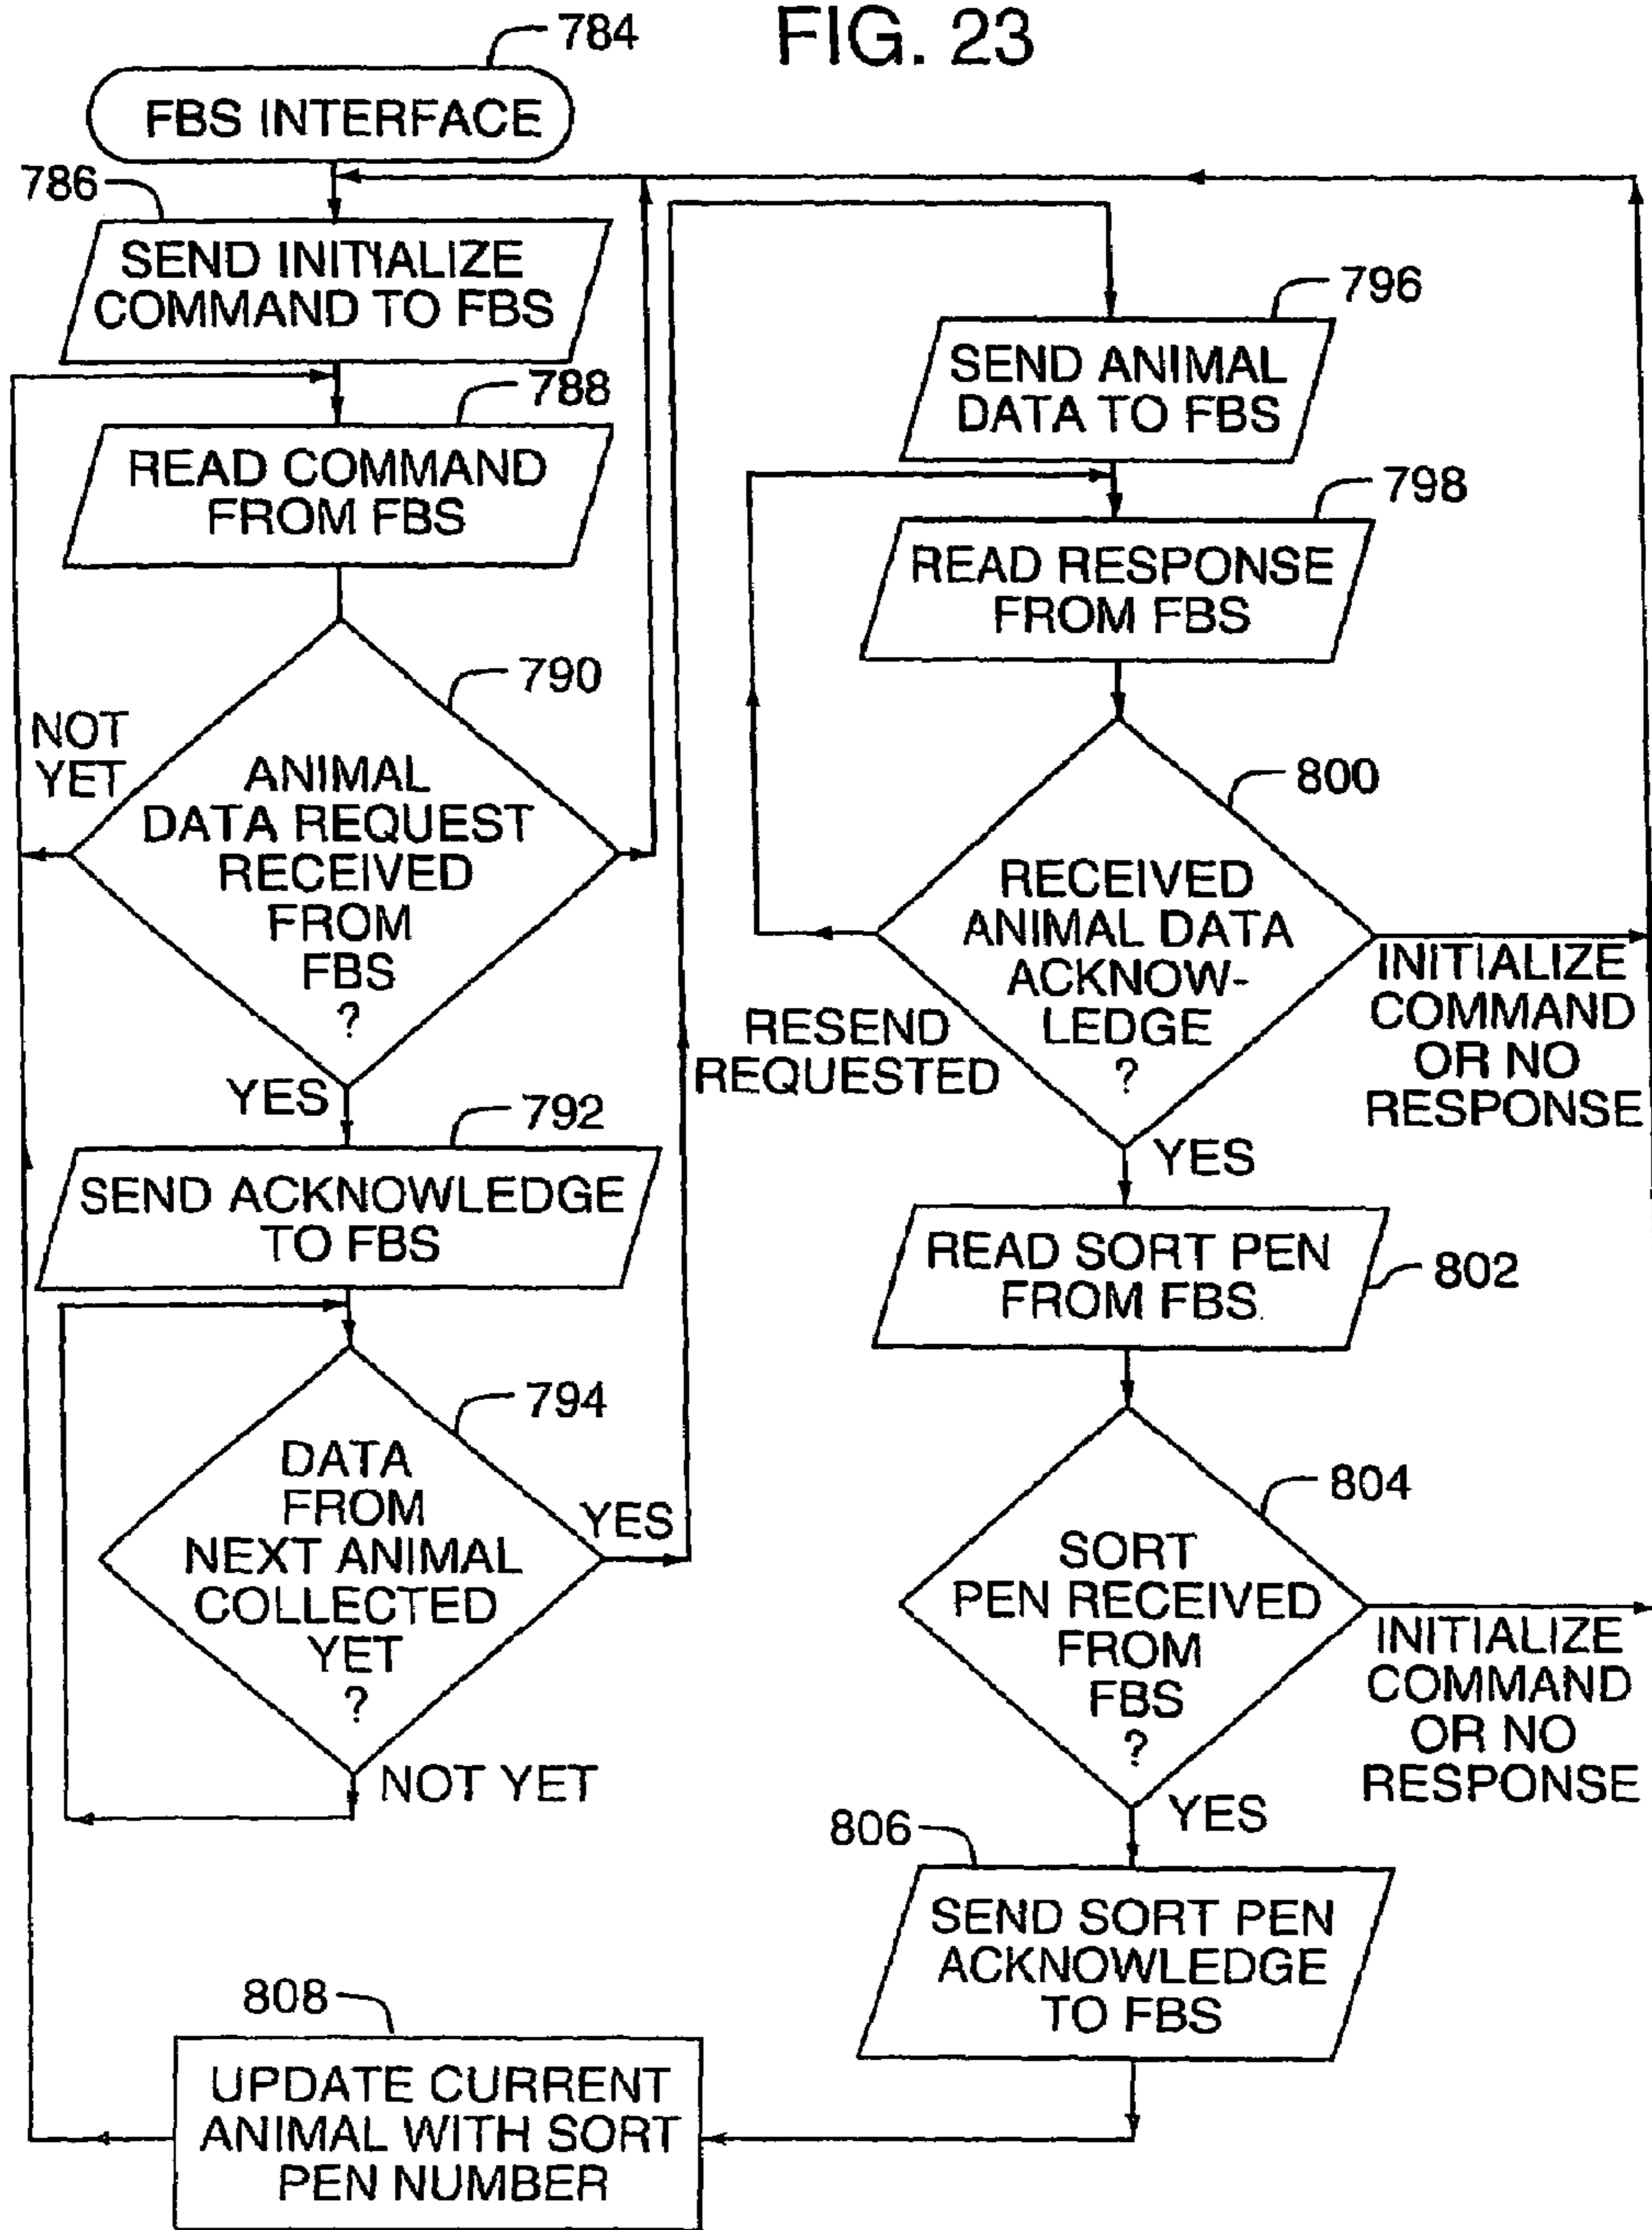 FIG. 23
784
FBS INTERFACE
786
SEND INITIALIZE
COMMAND TO FBS
788
READ COMMAND
FROM FBS
790
NOT
YET
ANIMAL
DATA REQUEST
RECEIVED
FROM
FBS
?
YES
792
SEND ACKNOWLEDGE
TO FBS
794
DATA
FROM
NEXT ANIMAL
COLLECTED
YET
?
YES
NOT YET
796
SEND ANIMAL
DATA TO FBS
798
READ RESPONSE
FROM FBS
800
RECEIVED
ANIMAL DATA
ACKNOW-
LEDGE
?
RESEND
REQUESTED
INITIALIZE
COMMAND
OR NO
RESPONSE
YES
READ SORT PEN
FROM FBS.
802
804
SORT
PEN RECEIVED
FROM
FBS
?
INITIALIZE
COMMAND
OR NO
RESPONSE
YES
806
SEND SORT PEN
ACKNOWLEDGE
TO FBS
808
UPDATE CURRENT
ANIMAL WITH SORT
PEN NUMBER